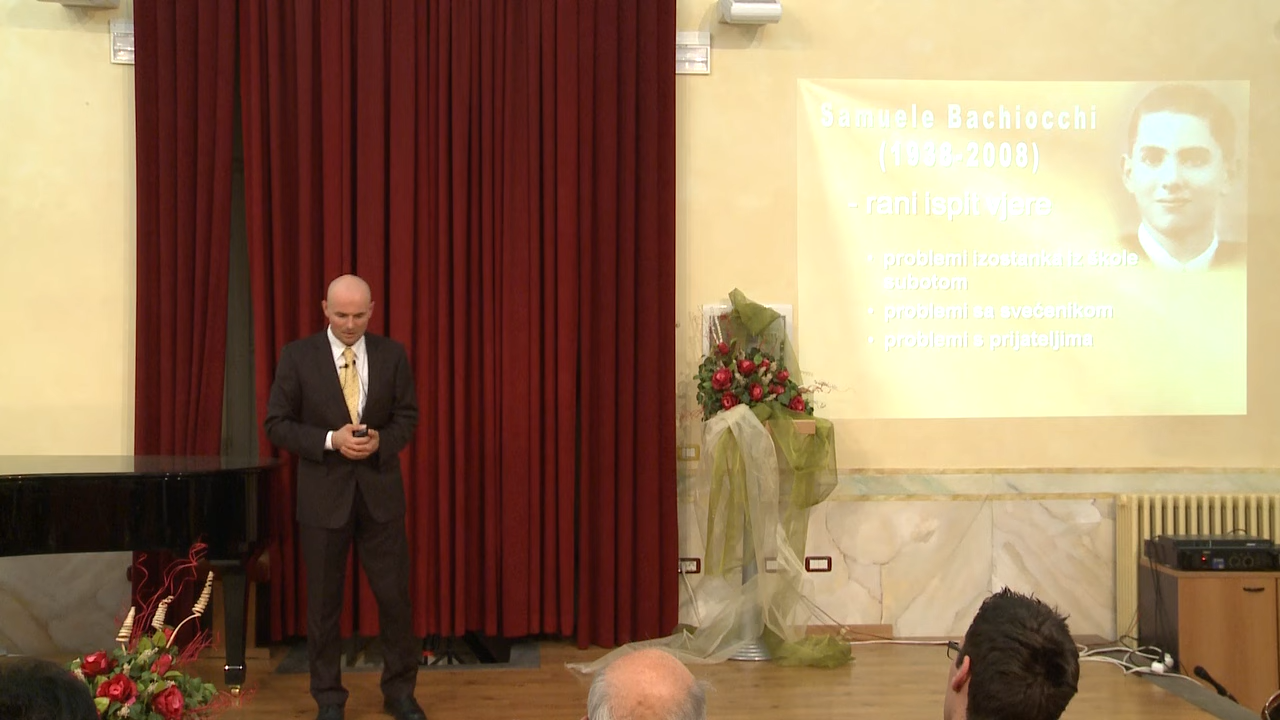 Samuele Bachiocchi
(1938-2008)
- rani ispit vjere
• problemi izostanka iz škole
subotom
• problemi sa svećenikom
• problemi s prijateljima